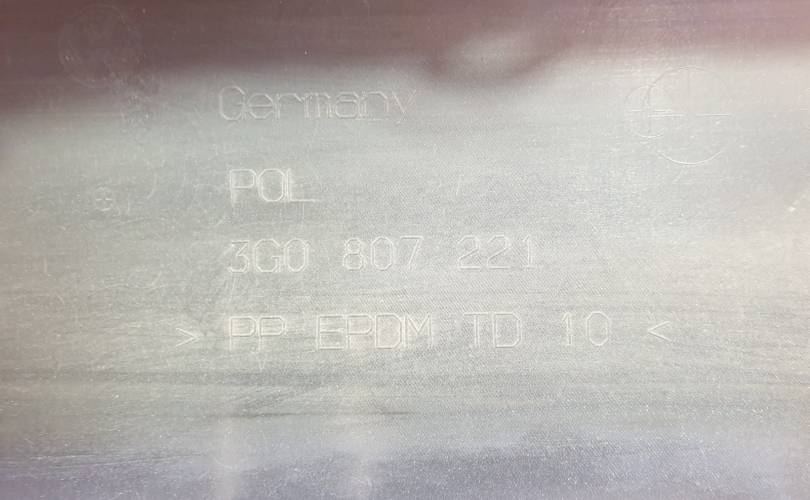 Germany
POL
3G0 807 221
> PP EPDM TD 10 <